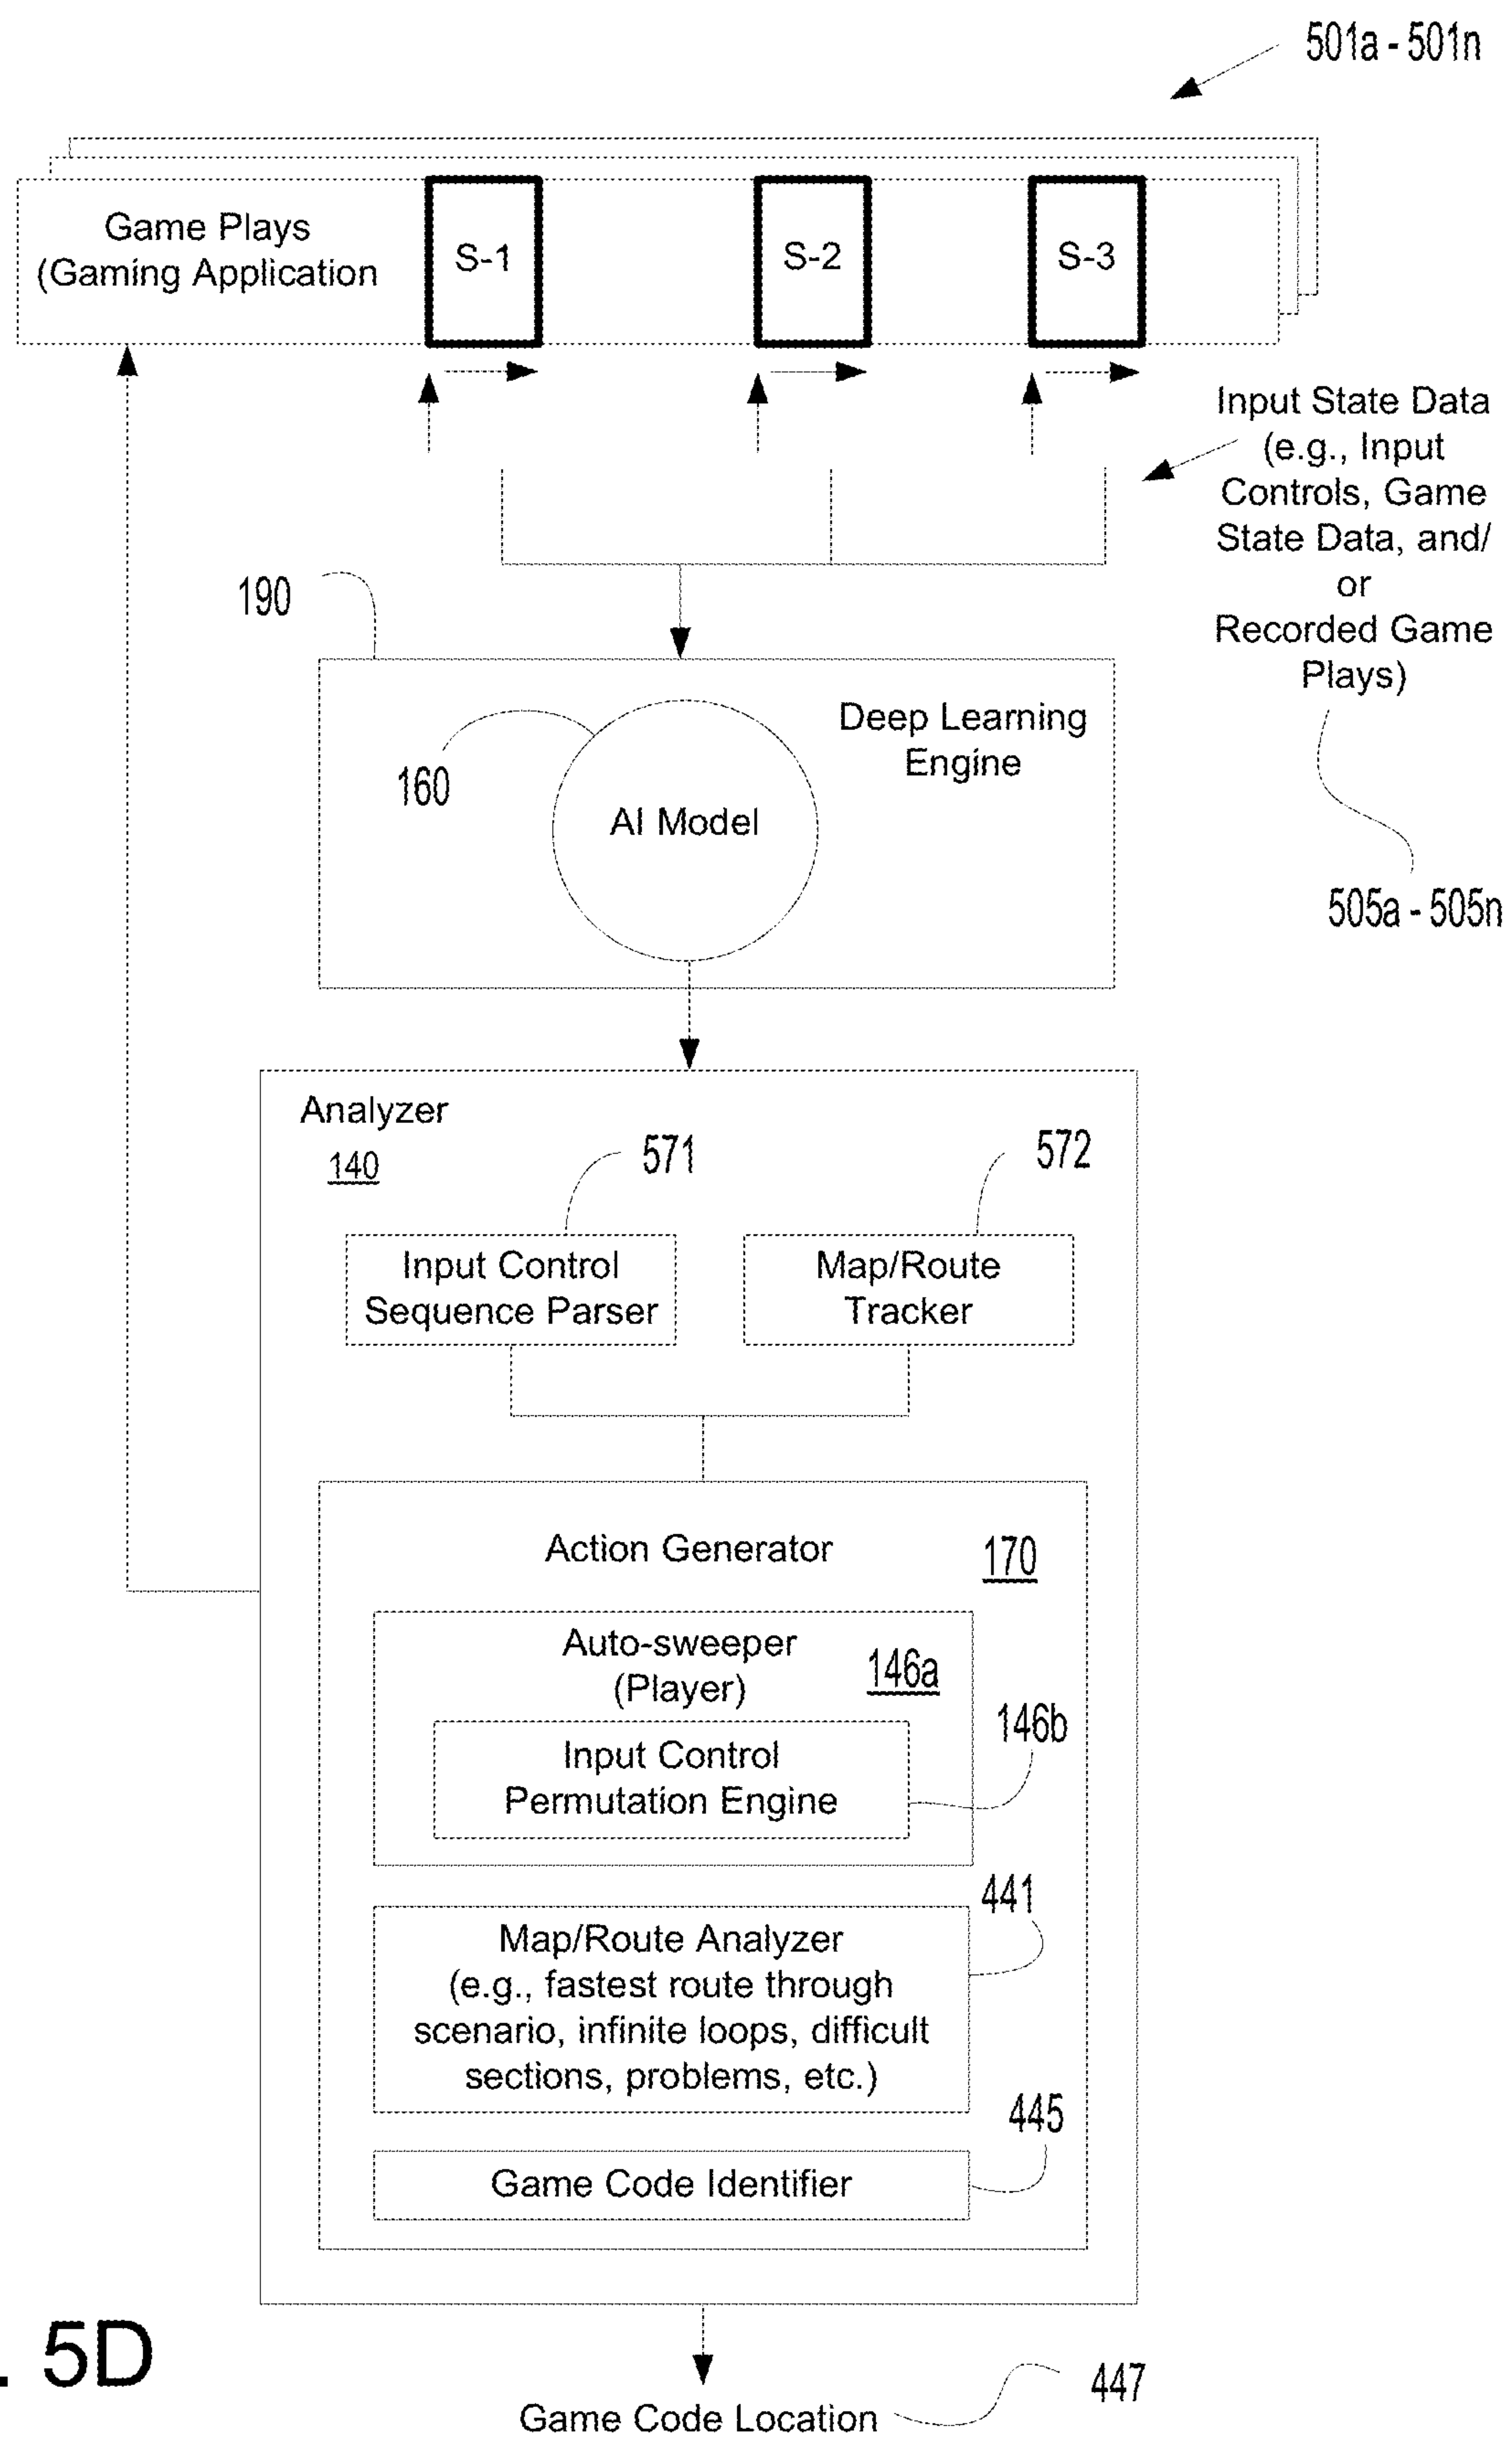 501a - 501n
Game Plays
(Gaming Application
S-1
S-2
S-3
Input State Data
(e.g., Input
Controls, Game
State Data, and/
or
Recorded Game
Plays)
505a - 505n
190
Deep Learning
Engine
160
AI Model
Analyzer
140
571
572
Input Control
Sequence Parser
Map/Route
Tracker
Action Generator
170
Auto-sweeper
(Player)
146a
146b
Input Control
Permutation Engine
441
Map/Route Analyzer
(e.g., fastest route through
scenario, infinite loops, difficult
sections, problems, etc.)
445
Game Code Identifier
. 5D
447
Game Code Location